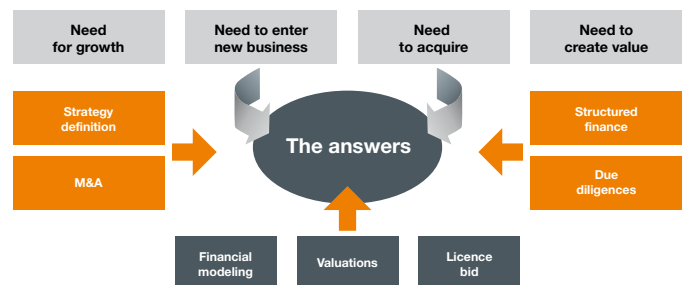 Need
for growth
Need to enter
new business
Need
to acquire
Need to
create value
Strategy
definition
M&A
The answers
Structured
finance
Due
diligences
Financial
modeling
Valuations
Licence
bid